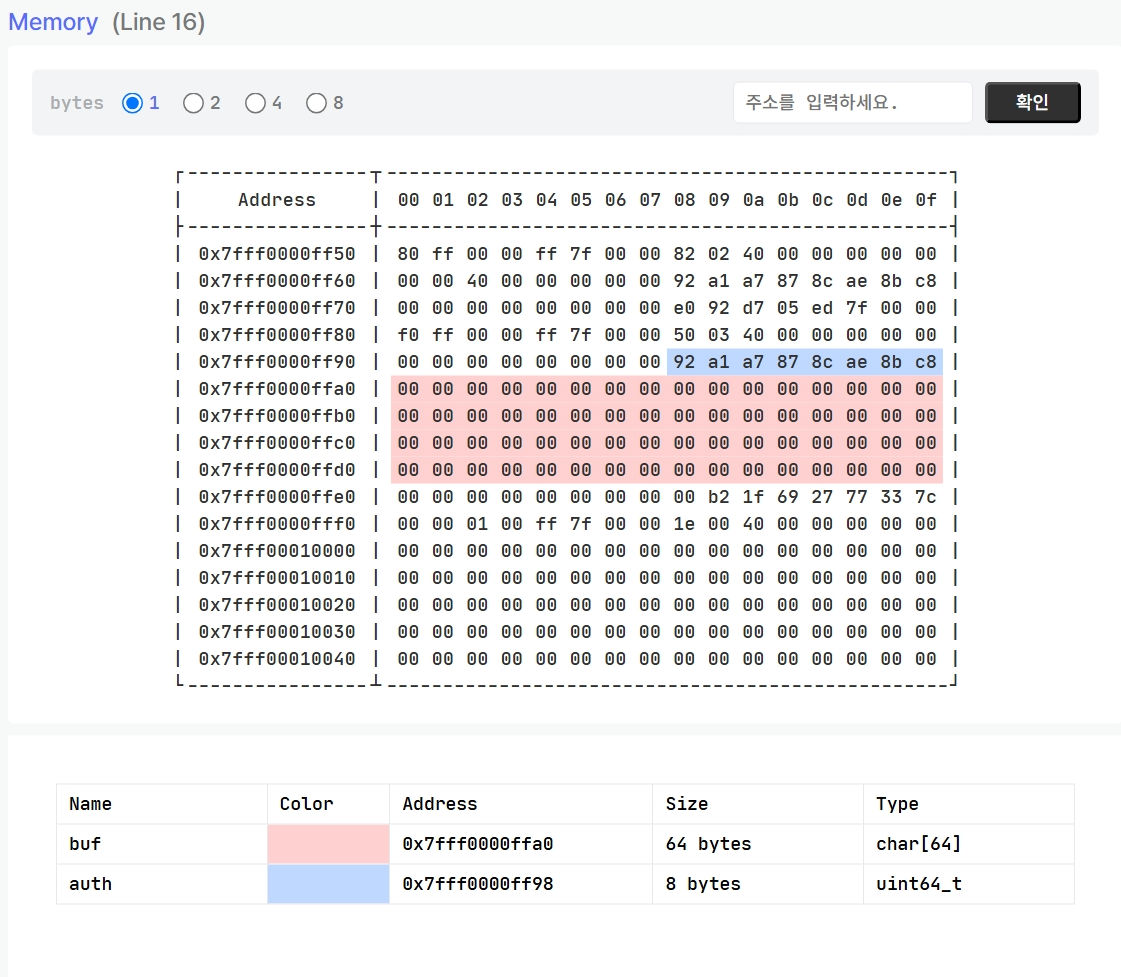 Memory (Line 16)
bytes 1 2 4 8 주소를 입력하세요. 확인
Address | 00 01 02 03 04 05 06 07 08 09 0a 0b 0c 0d 0e 0f |
| 0x7fff0000ff50 | 80 ff 00 00 ff 7f 00 00 82 02 40 00 00 00 00 00 |
| 0x7fff0000ff60 | 00 00 40 00 00 00 00 00 92 a1 a7 87 8c ae 8b c8 |
| 0x7fff0000ff70 | 00 00 00 00 00 00 00 00 e0 92 d7 05 ed 7f 00 00 |
| 0x7fff0000ff80 | f0 ff 00 00 ff 7f 00 00 50 03 40 00 00 00 00 00 |
| 0x7fff0000ff90 | 00 00 00 00 00 00 00 00 92 a1 a7 87 8c ae 8b c8 |
| 0x7fff0000ffa0 | 00 00 00 00 00 00 00 00 00 00 00 00 00 00 00 00 |
| 0x7fff0000ffb0 | 00 00 00 00 00 00 00 00 00 00 00 00 00 00 00 00 |
| 0x7fff0000ffc0 | 00 00 00 00 00 00 00 00 00 00 00 00 00 00 00 00 |
| 0x7fff0000ffd0 | 00 00 00 00 00 00 00 00 00 00 00 00 00 00 00 00 |
| 0x7fff0000ffe0 | 00 00 00 00 00 00 00 00 00 b2 1f 69 27 77 33 7c |
| 0x7fff0000fff0 | 00 00 01 00 ff 7f 00 00 1e 00 40 00 00 00 00 00 |
| 0x7fff00010000 | 00 00 00 00 00 00 00 00 00 00 00 00 00 00 00 00 |
| 0x7fff00010010 | 00 00 00 00 00 00 00 00 00 00 00 00 00 00 00 00 |
| 0x7fff00010020 | 00 00 00 00 00 00 00 00 00 00 00 00 00 00 00 00 |
| 0x7fff00010030 | 00 00 00 00 00 00 00 00 00 00 00 00 00 00 00 00 |
| 0x7fff00010040 | 00 00 00 00 00 00 00 00 00 00 00 00 00 00 00 00 |
Name Color Address Size Type
buf 0x7fff0000ffa0 64 bytes char[64]
auth 0x7fff0000ff98 8 bytes uint64_t